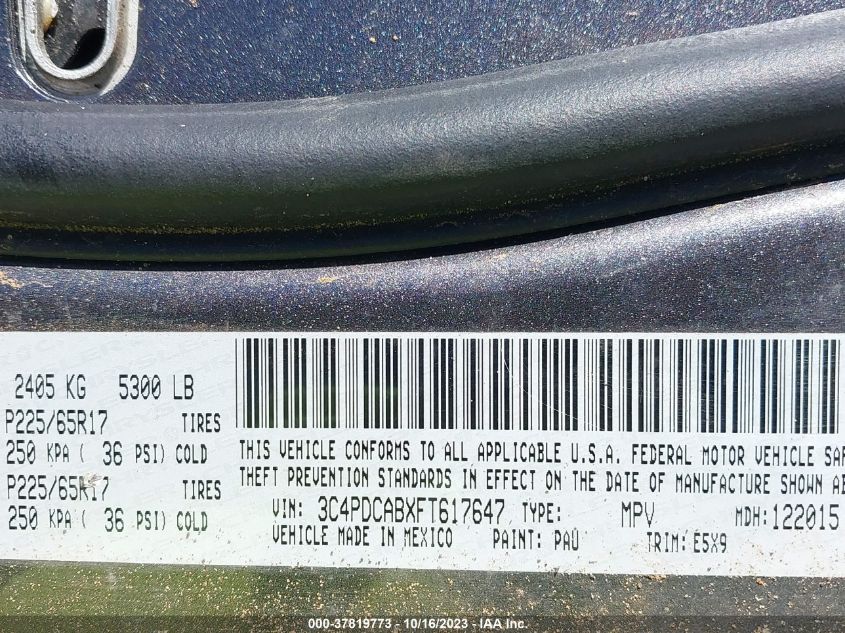 2405 KG 5300 LB
P225/65R17 TIRES
250 KPA ( 36 PSI) COLD
P225/65R17 TIRES
250 KPA ( 36 PSI) COLD
THIS VEHICLE CONFORMS TO ALL APPLICABLE U.S.A. FEDERAL MOTOR VEHICLE SAF
THEFT PREVENTION STANDARDS IN EFFECT ON THE DATE OF MANUFACTURE SHOWN AB
VIN: 3C4PDCABXFT617647 TYPE: MPV MDH: 122015
VEHICLE MADE IN MEXICO PAINT: PAU TRIM: E5X9
000-37819773 - 10/16/2023 - IAA Inc.